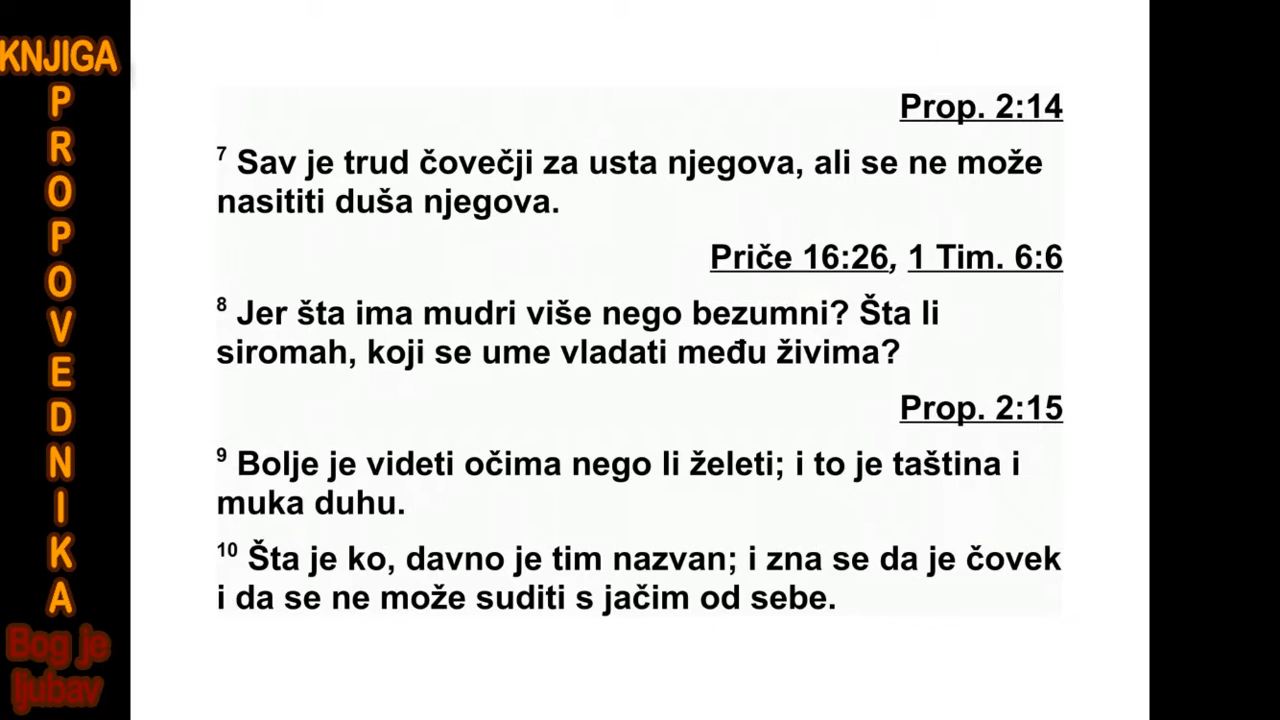 KNJIGA
PROPOVEDNIKA
Bog je
ljubav
Prop. 2:14
7 Sav je trud čovečji za usta njegova, ali se ne može
nasititi duša njegova.
Priče 16:26, 1 Tim. 6:6
8 Jer šta ima mudri više nego bezumni? Šta li
siromah, koji se ume vladati među živima?
Prop. 2:15
9 Bolje je videti očima nego li želeti; i to je taština i
muka duhu.
10 Šta je ko, davno je tim nazvan; i zna se da je čovek
i da se ne može suditi s jačim od sebe.